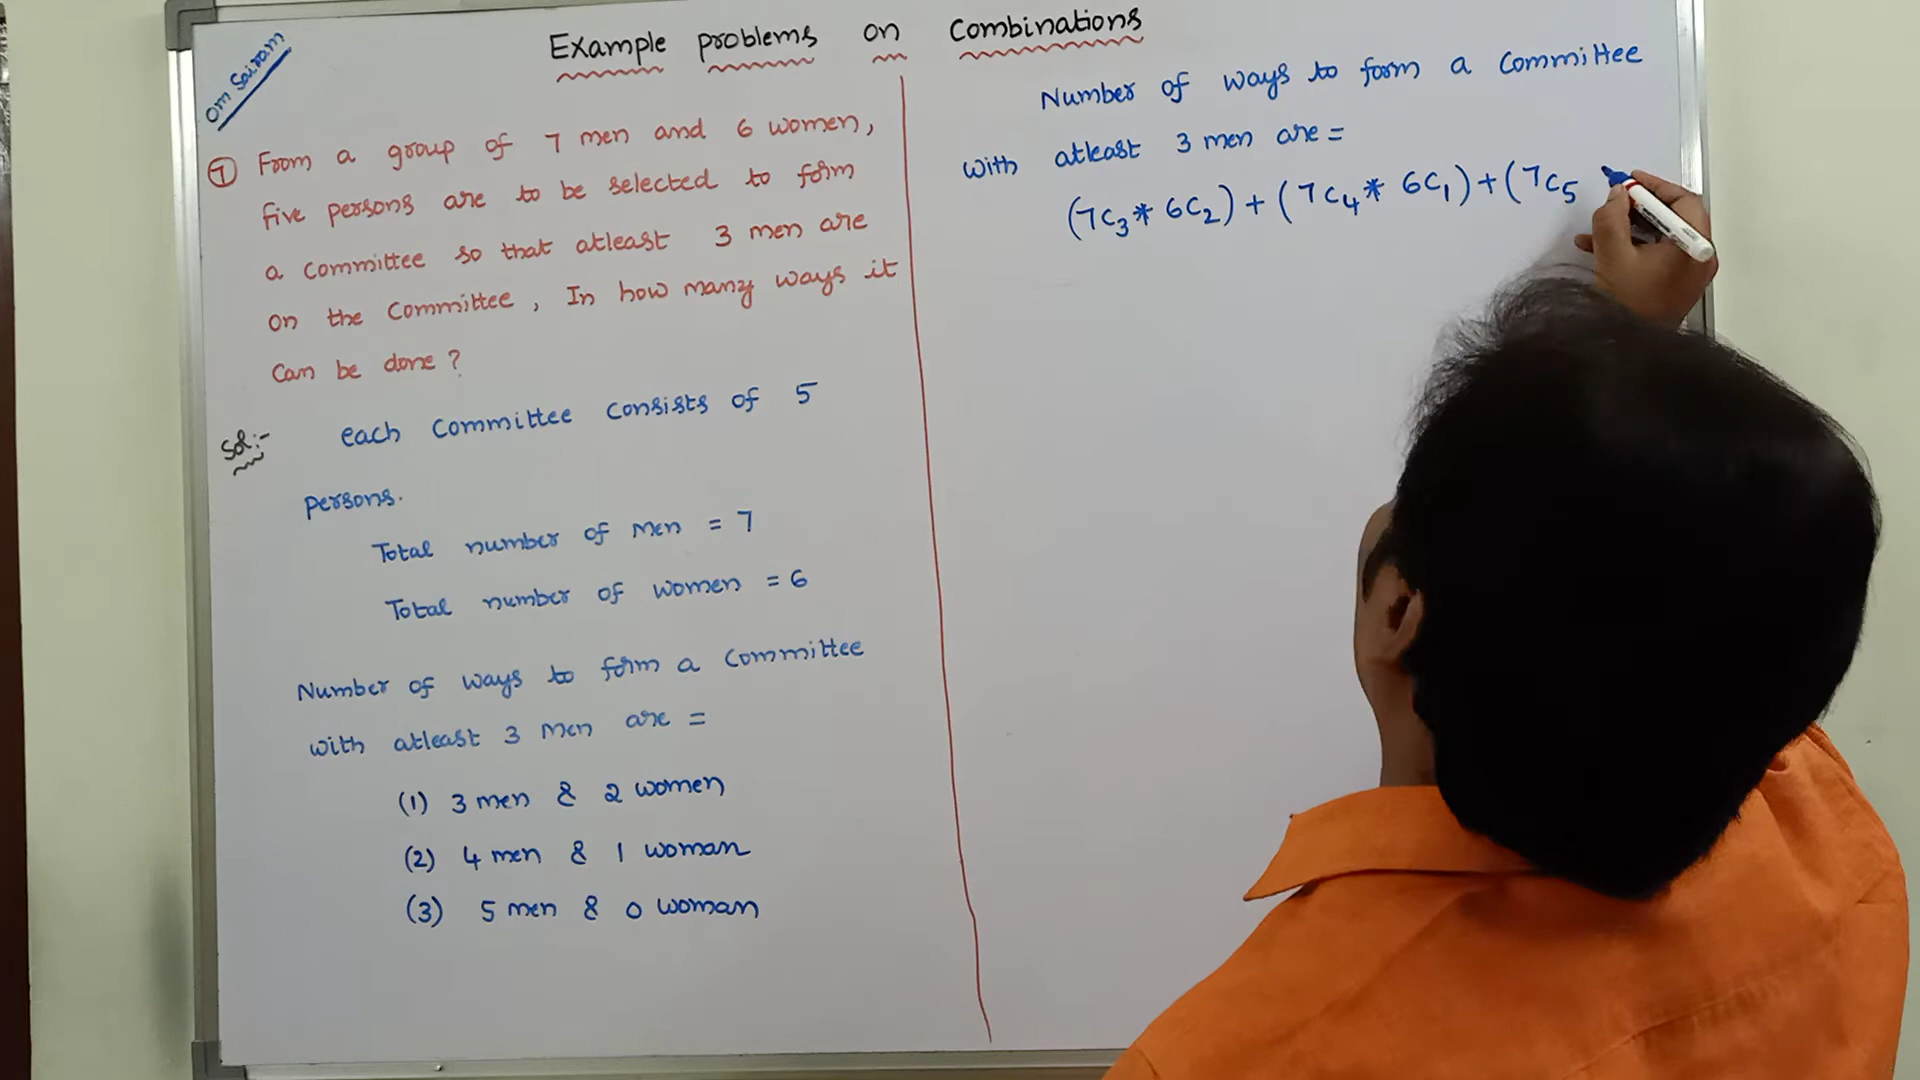 Example problems on Combinations
Om Sairam
7 From a group of 7 men and 6 women,
five persons are to be selected to form
a committee so that atleast 3 men are
on the committee, In how many ways it
can be done?
Sol:- each committee consists of 5
persons.
Total number of men = 7
Total number of women = 6
Number of ways to form a committee
with atleast 3 men are =
(1) 3 men & 2 women
(2) 4 men & 1 woman
(3) 5 men & 0 woman
Number of ways to form a committee
with atleast 3 men are =
(7C₃ * 6C₂) + (7C₄ * 6C₁) + (7C₅